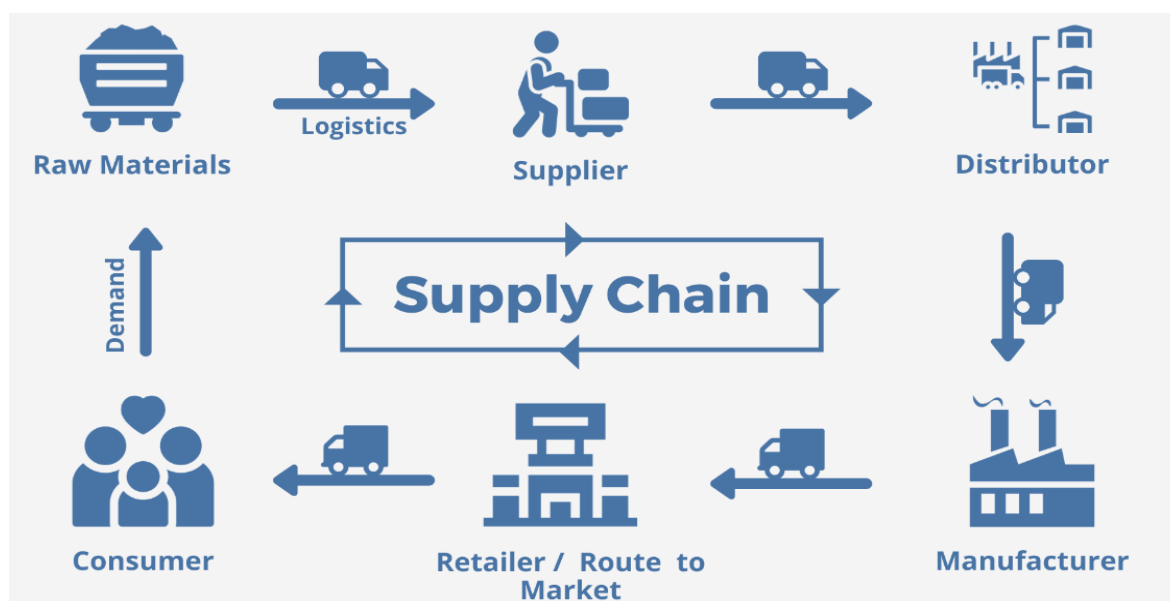 Logistics
Raw Materials
Supplier
Distributor
Demand
Supply Chain
Consumer
Retailer / Route to
Market
Manufacturer